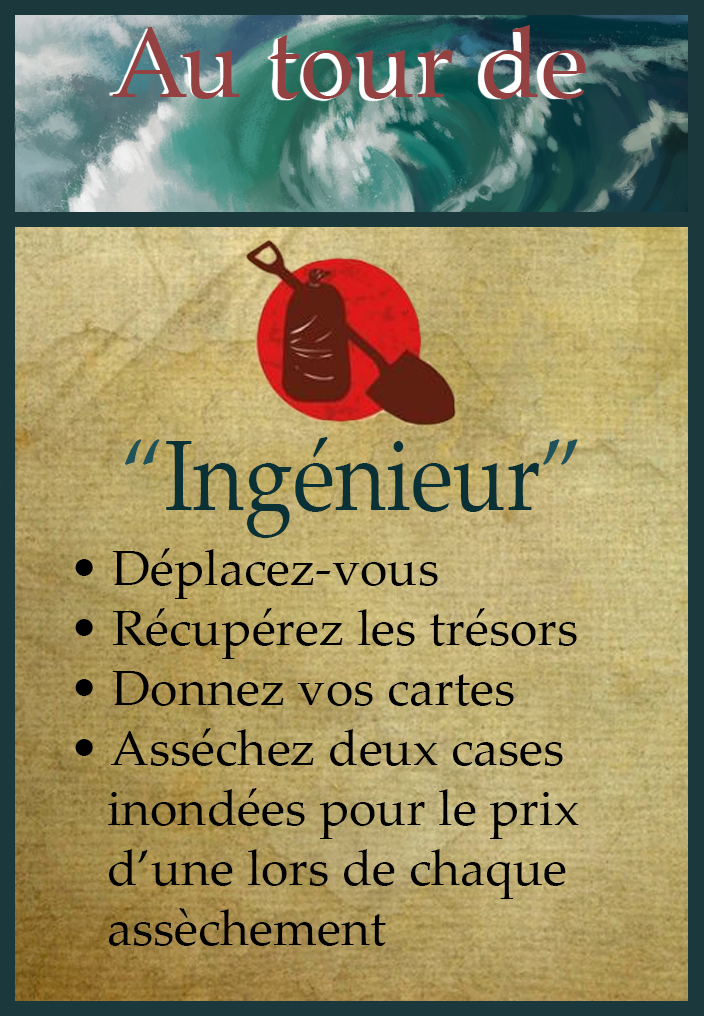 Au tour de
“Ingénieur”
• Déplacez-vous
• Récupérez les trésors
• Donnez vos cartes
• Asséchez deux cases
inondées pour le prix
d’une lors de chaque
assèchement